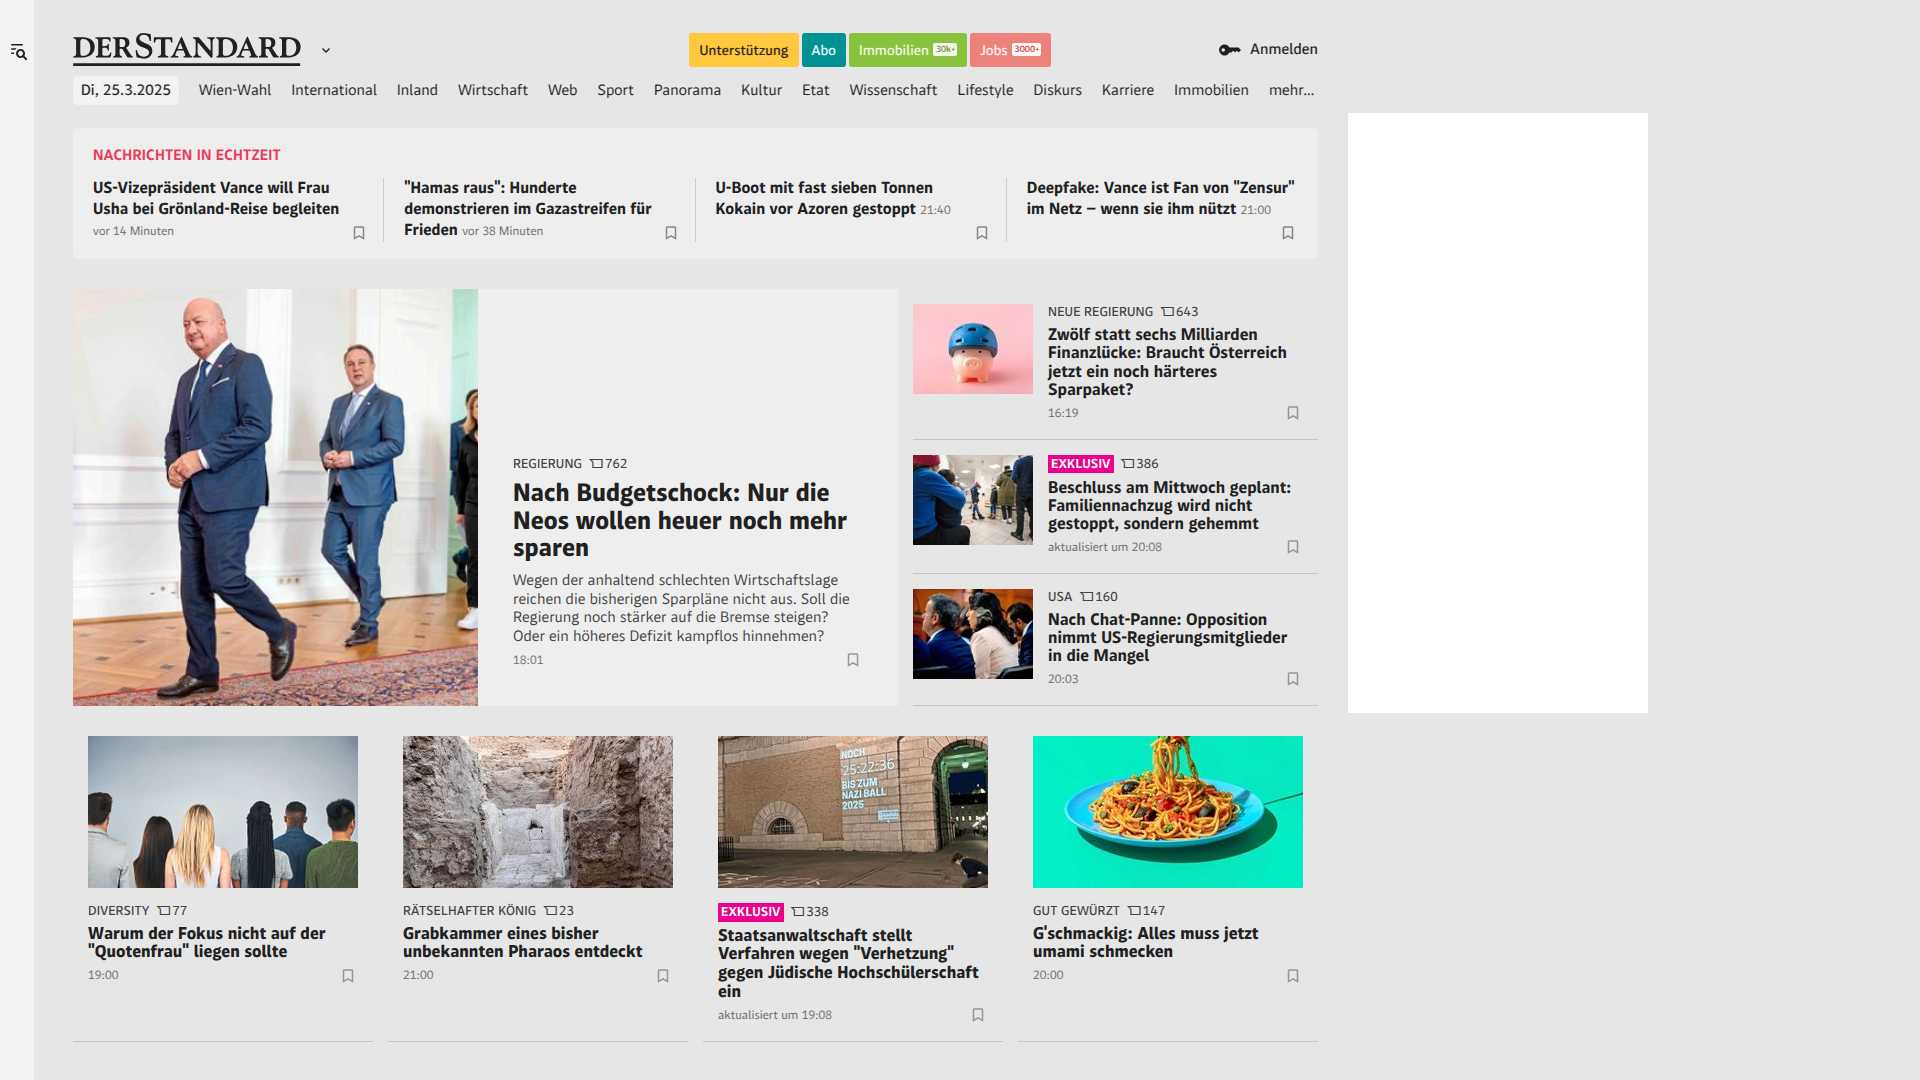 DERSTANDARD
Unterstützung
Abo
Immobilien 30k+
Jobs 3000+
Anmelden
Di, 25.3.2025
Wien-Wahl
International
Inland
Wirtschaft
Web
Sport
Panorama
Kultur
Etat
Wissenschaft
Lifestyle
Diskurs
Karriere
Immobilien
mehr...
NACHRICHTEN IN ECHTZEIT
US-Vizepräsident Vance will Frau
Usha bei Grönland-Reise begleiten
vor 14 Minuten
"Hamas raus": Hunderte
demonstrieren im Gazastreifen für
Frieden vor 38 Minuten
U-Boot mit fast sieben Tonnen
Kokain vor Azoren gestoppt 21:40
Deepfake: Vance ist Fan von "Zensur"
im Netz – wenn sie ihm nützt 21:00
REGIERUNG 762
Nach Budgetschock: Nur die
Neos wollen heuer noch mehr
sparen
Wegen der anhaltend schlechten Wirtschaftslage
reichen die bisherigen Sparpläne nicht aus. Soll die
Regierung noch stärker auf die Bremse steigen?
Oder ein höheres Defizit kampflos hinnehmen?
18:01
NEUE REGIERUNG 643
Zwölf statt sechs Milliarden
Finanzlücke: Braucht Österreich
jetzt ein noch härteres
Sparpaket?
16:19
EXKLUSIV 386
Beschluss am Mittwoch geplant:
Familiennachzug wird nicht
gestoppt, sondern gehemmt
aktualisiert um 20:08
USA 160
Nach Chat-Panne: Opposition
nimmt US-Regierungsmitglieder
in die Mangel
20:03
DIVERSITY 77
Warum der Fokus nicht auf der
"Quotenfrau" liegen sollte
19:00
RÄTSELHAFTER KÖNIG 23
Grabkammer eines bisher
unbekannten Pharaos entdeckt
21:00
NOCH
25:22:36
BIS ZUM
NAZI BALL
2025
EXKLUSIV 338
Staatsanwaltschaft stellt
Verfahren wegen "Verhetzung"
gegen Jüdische Hochschülerschaft
ein
aktualisiert um 19:08
GUT GEWÜRZT 147
G'schmackig: Alles muss jetzt
umami schmecken
20:00